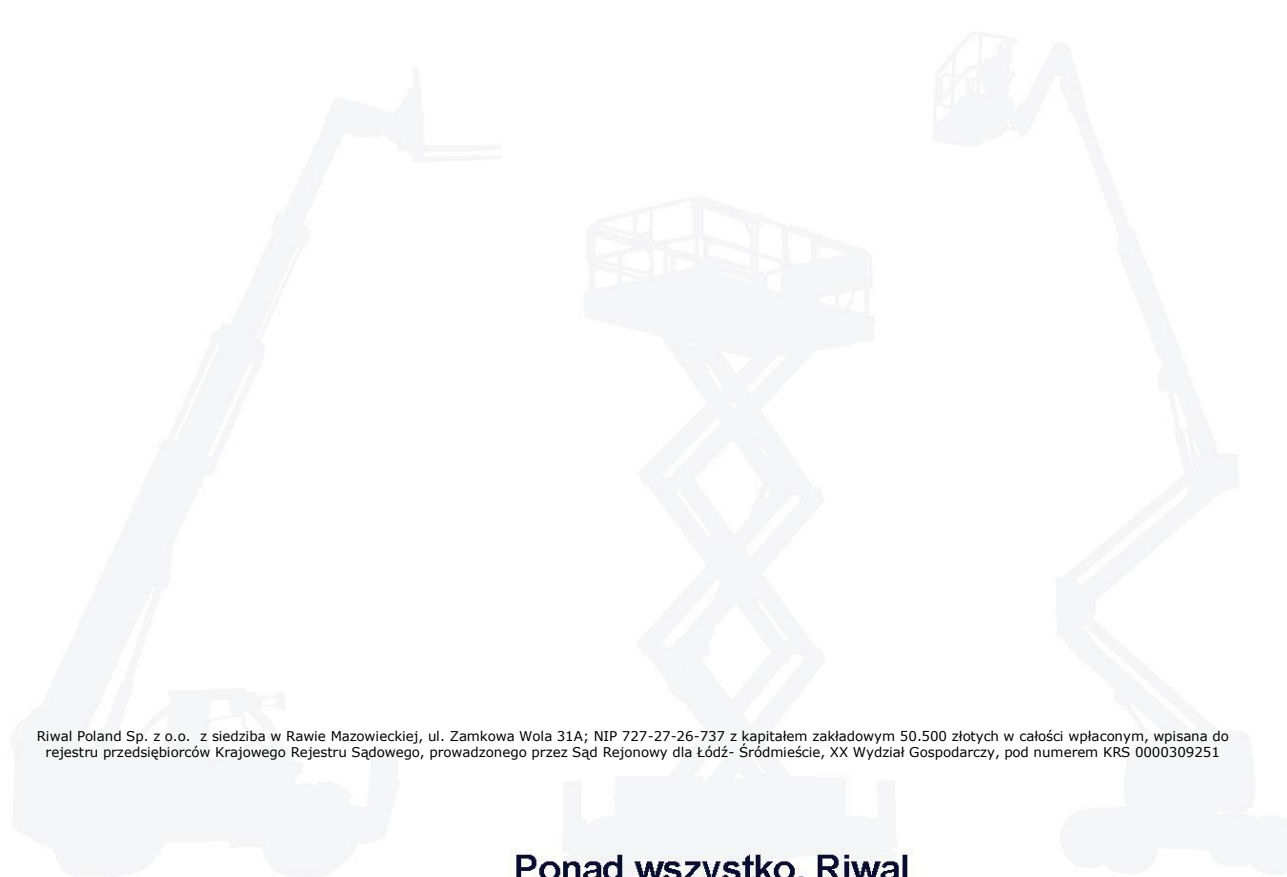 Riwal Poland Sp. z o.o. z siedziba w Rawie Mazowieckiej, ul. Zamkowa Wola 31A; NIP 727-27-26-737 z kapitałem zakładowym 50.500 złotych w całości wpłaconym, wpisana do
rejestru przedsiębiorców Krajowego Rejestru Sądowego, prowadzonego przez Sąd Rejonowy dla Łódź- Śródmieście, XX Wydział Gospodarczy, pod numerem KRS 0000309251
Ponad wszystko, Riwal